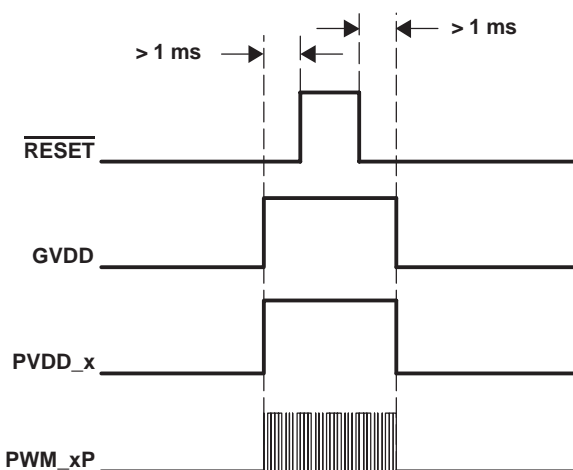 > 1 ms
> 1 ms
RESET
GVDD
PVDD_x
PWM_xP